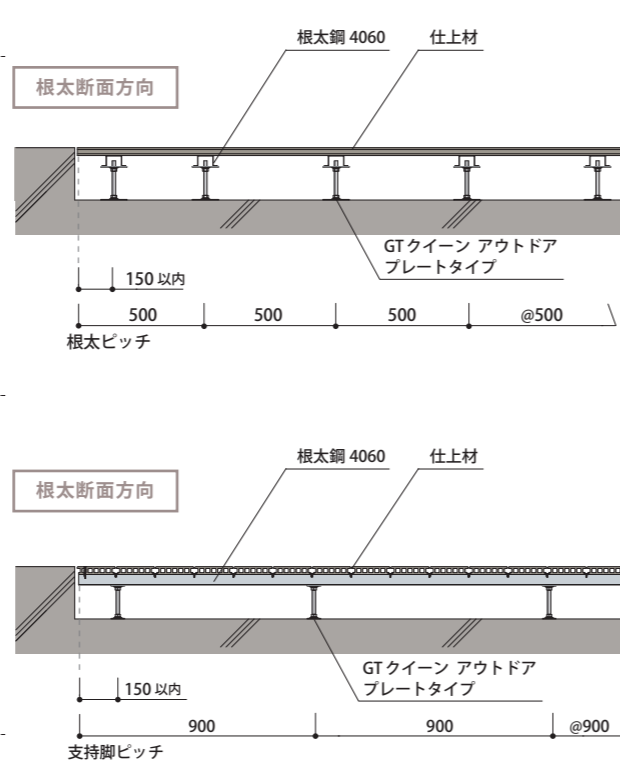 根太鋼 4060
仕上材
根太断面方向
GTクイーン アウトドア
プレートタイプ
150 以内
500 500 500 @500
根太ピッチ
根太鋼 4060
仕上材
根太断面方向
GTクイーン アウトドア
プレートタイプ
150 以内
900 900 @900
支持脚ピッチ